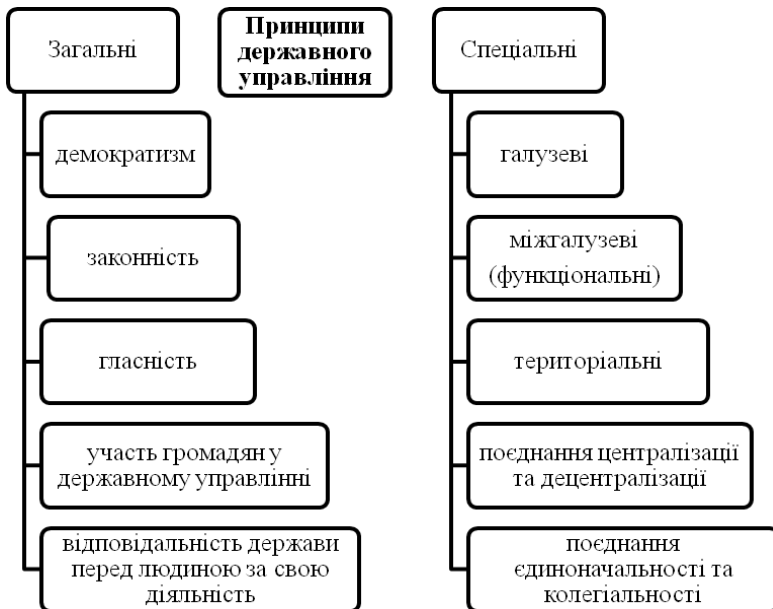 Загальні
Принципи
державного
управління
Спеціальні
демократизм
законність
гласність
участь громадян у
державному управлінні
відповідальність держави
перед людиною за свою
діяльність
галузеві
міжгалузеві
(функціональні)
територіальні
поєднання централізації
та децентралізації
поєднання
єдиноначальності та
колегіальності